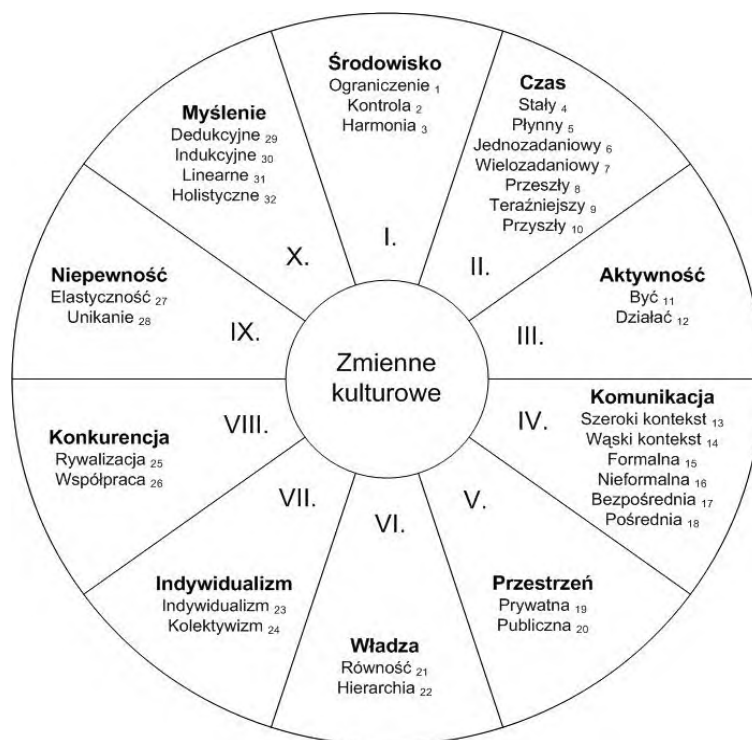 Środowisko
Ograniczenie 1
Kontrola 2
Harmonia 3
I.
Czas
Stały 4
Płynny 5
Jednozadaniowy 6
Wielozadaniowy 7
Przeszły 8
Teraźniejszy 9
Przyszły 10
II.
Aktywność
Być 11
Działać 12
III.
Komunikacja
Szeroki kontekst 13
Wąski kontekst 14
Formalna 15
Nieformalna 16
Bezpośrednia 17
Pośrednia 18
IV.
Przestrzeń
Prywatna 19
Publiczna 20
V.
Władza
Równość 21
Hierarchia 22
VI.
Indywidualizm
Indywidualizm 23
Kolektywizm 24
VII.
Konkurencja
Rywalizacja 25
Współpraca 26
VIII.
Niepewność
Elastyczność 27
Unikanie 28
IX.
Myślenie
Dedukcyjne 29
Indukcyjne 30
Linearne 31
Holistyczne 32
X.
Zmienne
kulturowe